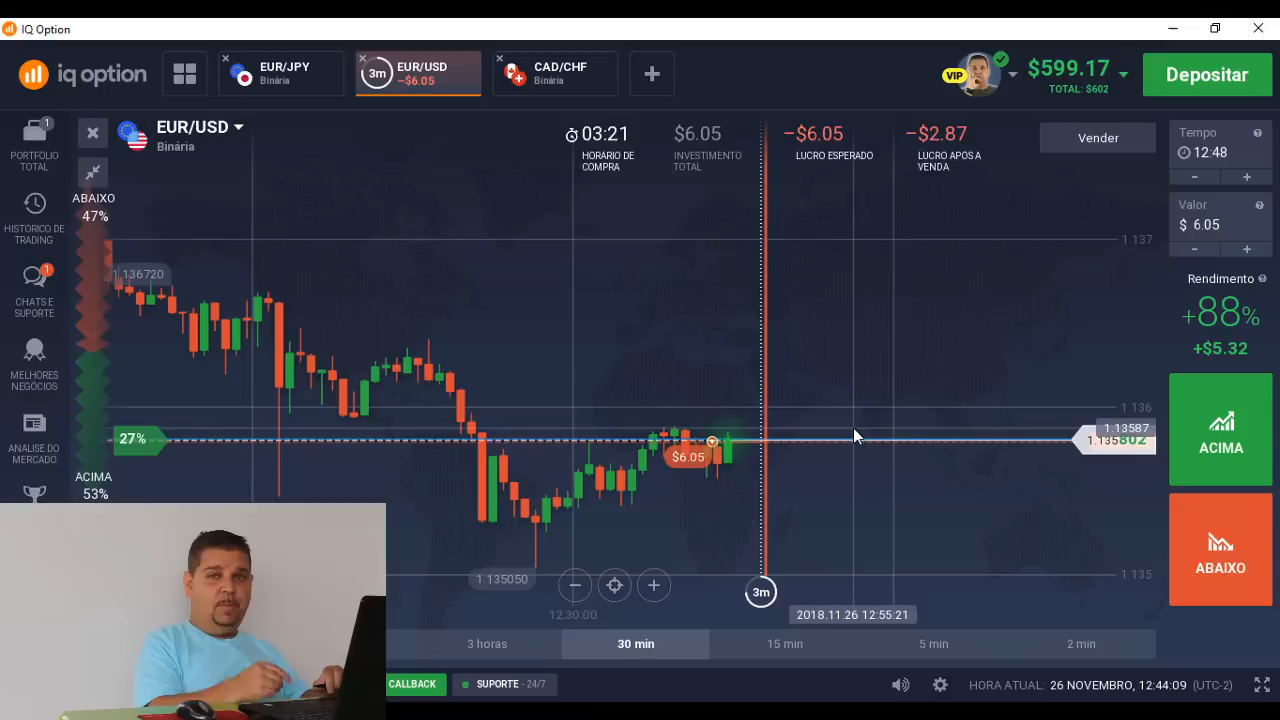 IQ Option
iq option
EUR/JPY
Binária
3m
EUR/USD
−$6.05
CAD/CHF
Binária
VIP
$599.17
TOTAL: $602
Depositar
1
PORTFOLIO
TOTAL
HISTORICO DE
TRADING
1
CHATS E
SUPORTE
MELHORES
NEGÓCIOS
ANALISE DO
MERCADO
EUR/USD
Binária
03:21
HORARIO DE
COMPRA
$6.05
INVESTIMENTO
TOTAL
−$6.05
LUCRO ESPERADO
−$2.87
LUCRO APOS A
VENDA
Vender
ABAIXO
47%
1.136720
27%
ACIMA
53%
$6.05
1.135050
1.137
1.136
1.13587
1.135802
1.135
12:30:00
3m
2018.11.26 12:55:21
3 horas
30 min
15 min
5 min
2 min
Tempo
12:48
Valor
$ 6.05
Rendimento
+88%
+$5.32
ACIMA
ABAIXO
CALLBACK
SUPORTE - 24/7
HORA ATUAL: 26 NOVEMBRO, 12:44:09 (UTC-2)